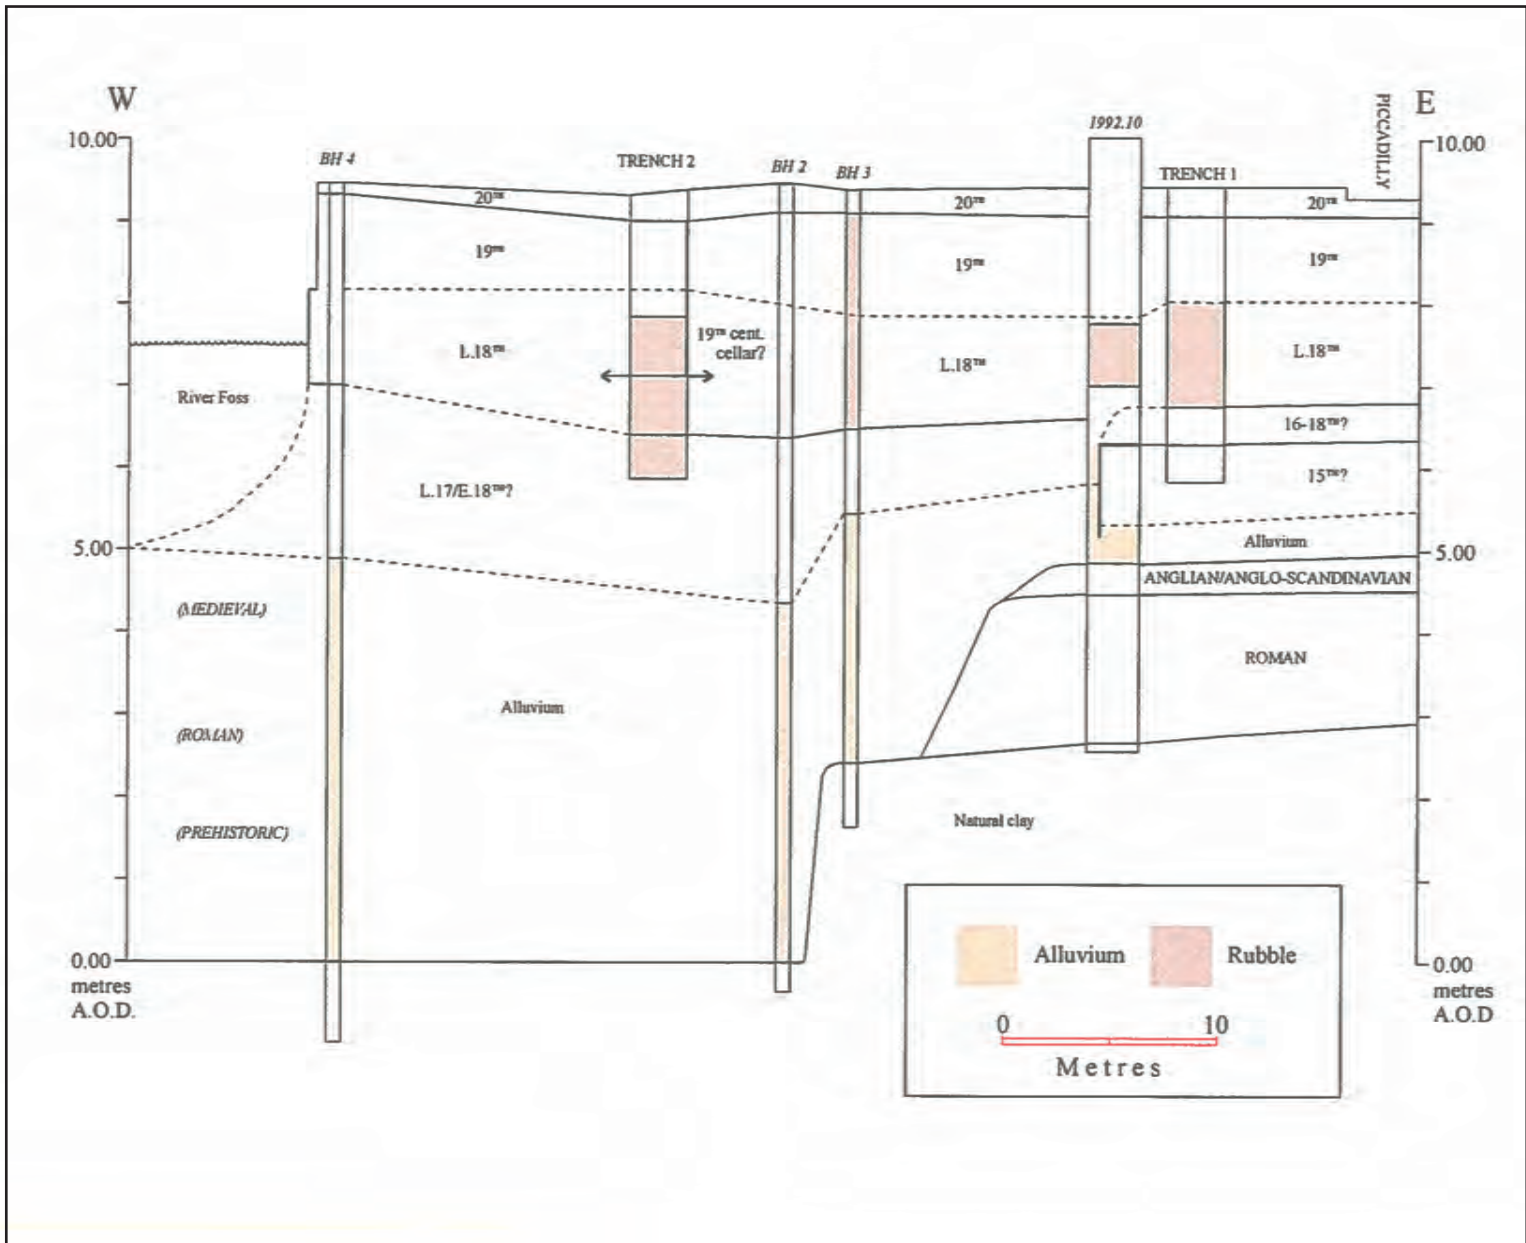 W
E
PICCADILLY
10.00
10.00
1992.10
BH 4
TRENCH 2
BH 2
BH 3
TRENCH 1
20TH
20TH
20TH
19TH
19TH
19TH
L.18TH
19TH cent.
cellar?
L.18TH
L.18TH
River Foss
16-18TH?
L.17/E.18TH?
15TH?
5.00
Alluvium
5.00
ANGLIAN/ANGLO-SCANDINAVIAN
(MEDIEVAL)
ROMAN
Alluvium
(ROMAN)
(PREHISTORIC)
Natural clay
0.00
metres
A.O.D.
0.00
metres
A.O.D
Alluvium
Rubble
0
10
Metres